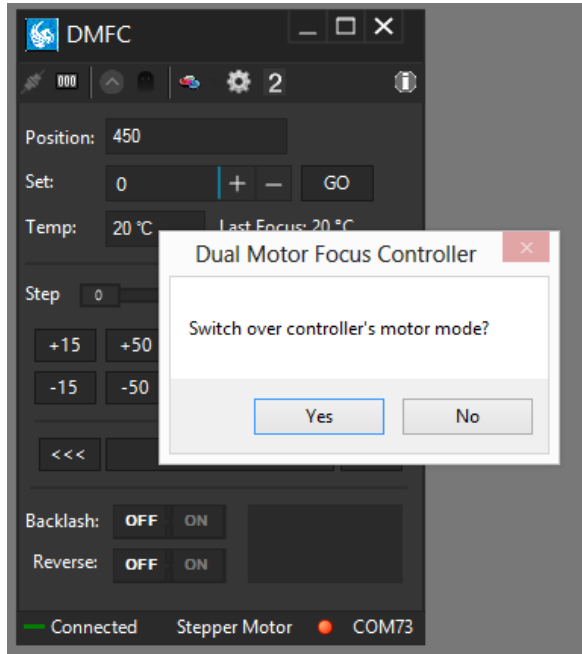 DMFC
000
2
Position: 450
Set: 0 + − GO
Temp: 20 °C Last Focus: 20 °C
Dual Motor Focus Controller
Switch over controller's motor mode?
Yes No
Step 0
+15 +50
-15 -50
<<<
Backlash: OFF ON
Reverse: OFF ON
Connected Stepper Motor COM73